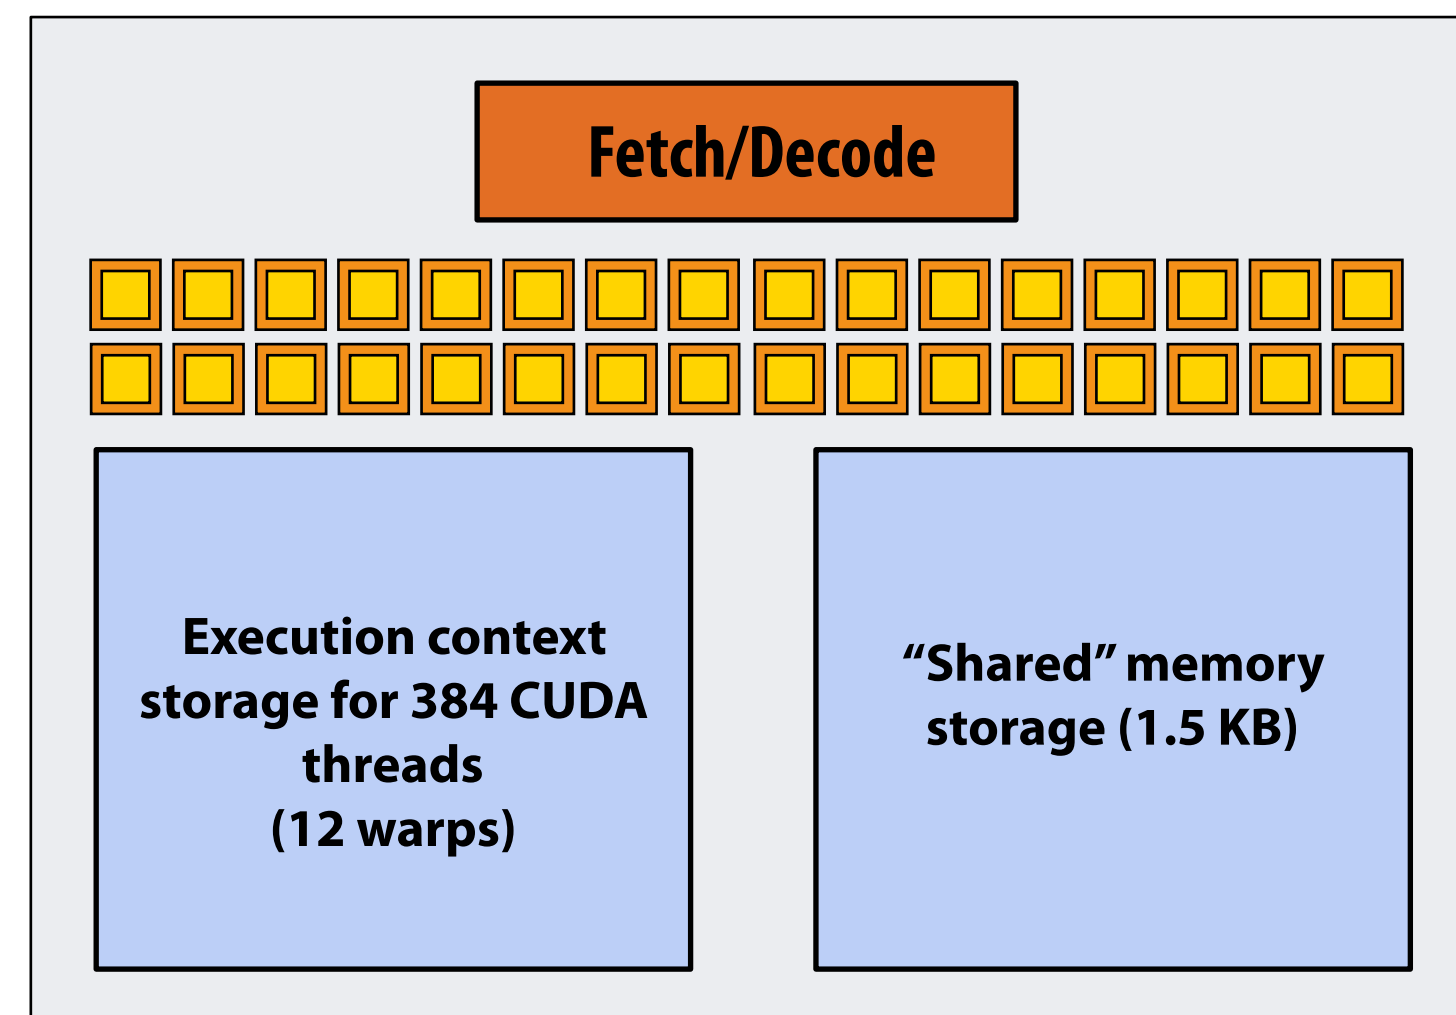 Fetch/Decode
Execution context
storage for 384 CUDA
threads
(12 warps)
“Shared” memory
storage (1.5 KB)